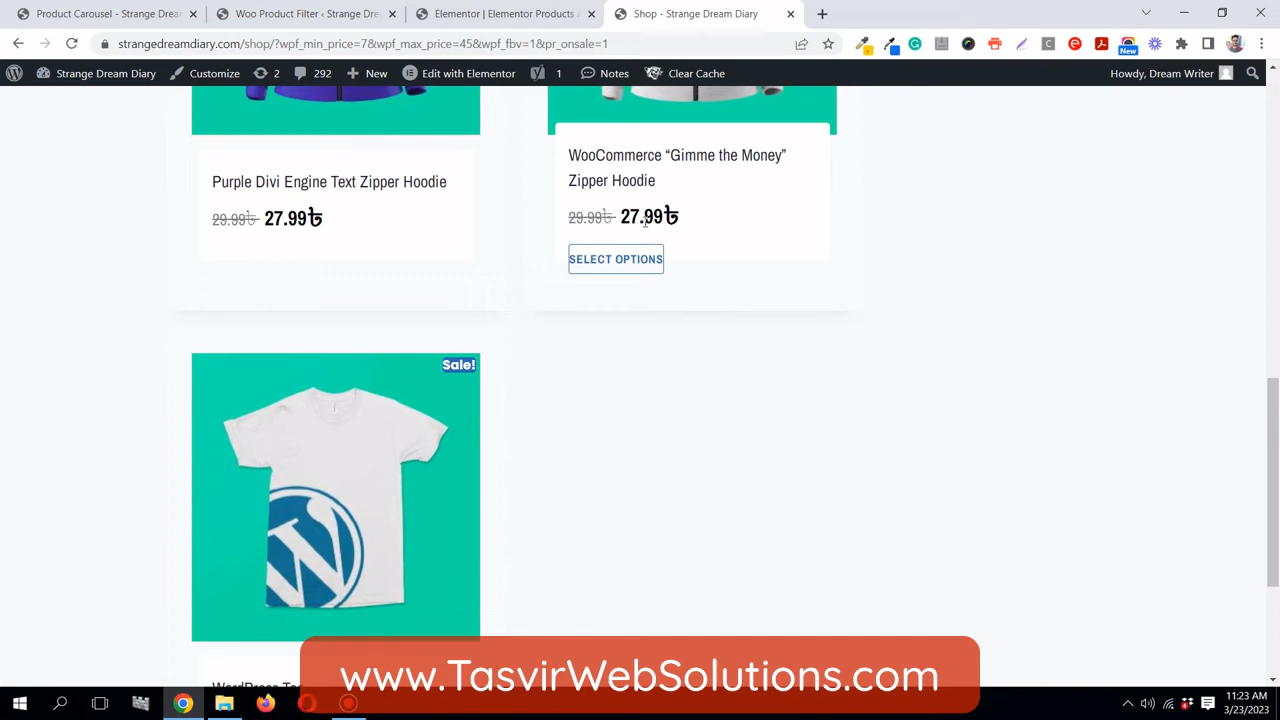 Product Carousel - Strange Dream
Woo Product Filter ‹ Strange Dre
Elementor | Elementor Products
Shop - Strange Dream Diary
strangedreamdiary.com/shop/?wpf_min_price=7&wpf_max_price=45&wpf_fbv=1&pr_onsale=1
New
Strange Dream Diary
Customize
2
292
New
Edit with Elementor
1
Notes
Clear Cache
Howdy, Dream Writer
Purple Divi Engine Text Zipper Hoodie
29.99৳ 27.99৳
WooCommerce “Gimme the Money”
Zipper Hoodie
29.99৳ 27.99৳
SELECT OPTIONS
Sale!
www.TasvirWebSolutions.com
11:23 AM
3/23/2023